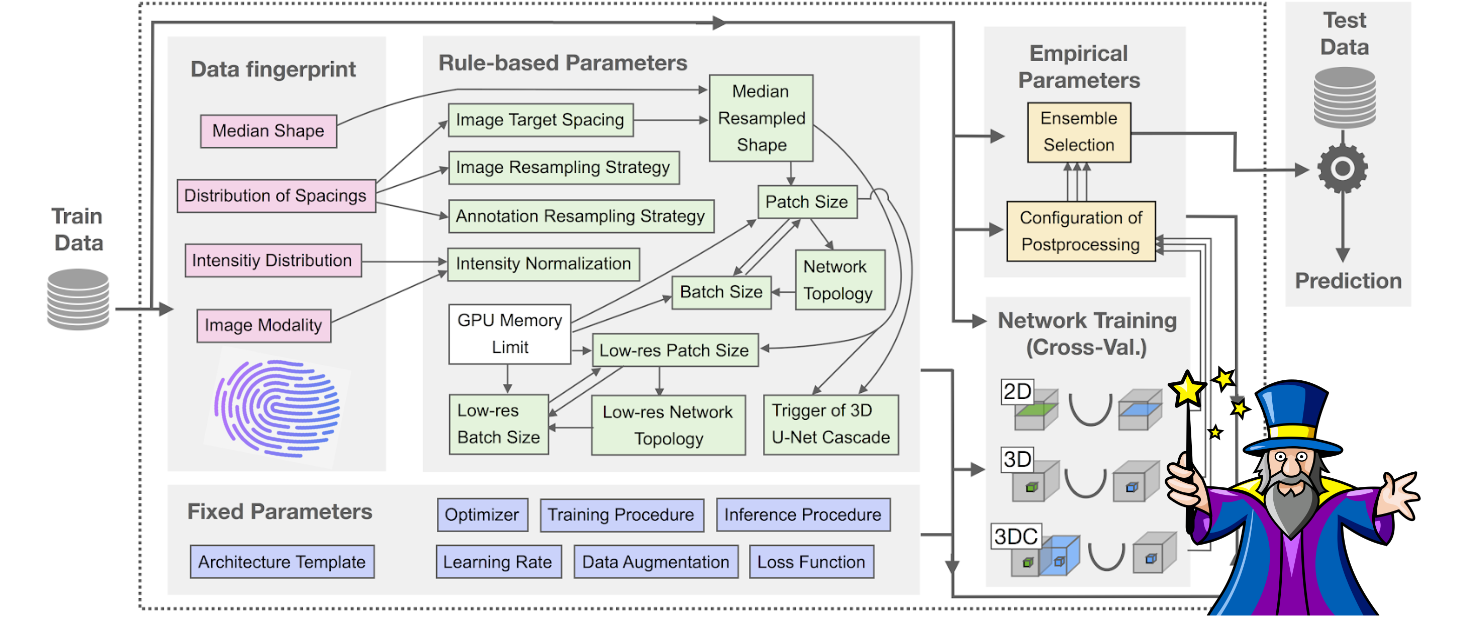 Train
Data
Data fingerprint
Median Shape
Distribution of Spacings
Intensitiy Distribution
Image Modality
Rule-based Parameters
Image Target Spacing
Image Resampling Strategy
Annotation Resampling Strategy
Intensity Normalization
GPU Memory
Limit
Median
Resampled
Shape
Patch Size
Network
Topology
Batch Size
Low-res Patch Size
Low-res
Batch Size
Low-res Network
Topology
Trigger of 3D
U-Net Cascade
Fixed Parameters
Architecture Template
Optimizer
Training Procedure
Inference Procedure
Learning Rate
Data Augmentation
Loss Function
Empirical
Parameters
Ensemble
Selection
Configuration of
Postprocessing
Network Training
(Cross-Val.)
2D
3D
3DC
Test
Data
Prediction